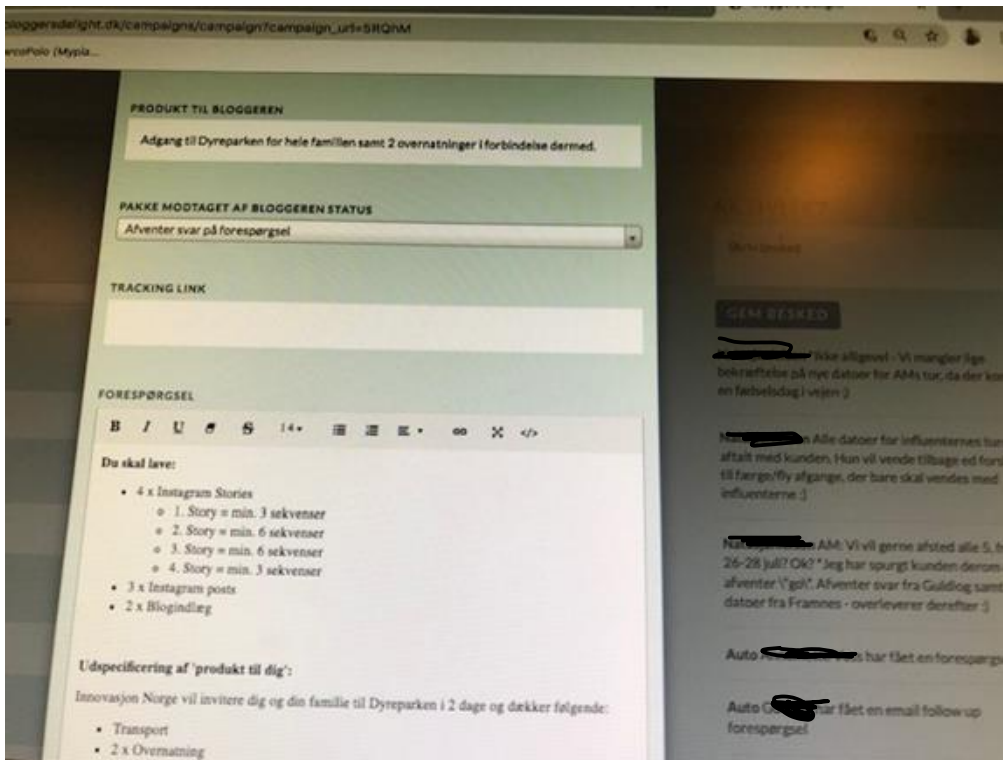 bloggersdelight.dk/campaigns/campaign?campaign_url=5RQhM
arcoPolo (Mypla...
PRODUKT TIL BLOGGEREN
Adgang til Dyreparken for hele familien samt 2 overnatninger i forbindelse dermed.
PAKKE MODTAGET AF BLOGGEREN STATUS
Afventer svar på forespørgsel
TRACKING LINK
FORESPØRGSEL
B I U S 14
Du skal lave:
4 x Instagram Stories
1. Story = min. 3 sekvenser
2. Story = min. 6 sekvenser
3. Story = min. 6 sekvenser
4. Story = min. 3 sekvenser
3 x Instagram posts
2 x Blogindlæg
Udspecificering af 'produkt til dig':
Innovasjon Norge vil invitere dig og din familie til Dyreparken i 2 dage og dækker følgende:
Transport
2 x Overnatning
GEM BESKED
Ikke alligevel - Vi mangler lige
bekræftelse på nye datoer for AMs tur, da der
en fødselsdag i vejen :)
Alle datoer for influenternes
aftalt med kunden. Hun vil vende tilbage
til færge/fly afgange, der bare skal vendes med
influenterne :)
AM: Vi vil gerne afsted alle 5,
26-28 juli? Ok? "Jeg har spurgt kunden derom
afventer \"go\". Afventer svar fra Guldlog
datoer fra Framnes - overleverer derefter :)
Auto har fået en
Auto har fået en email follow up
forespørgsel